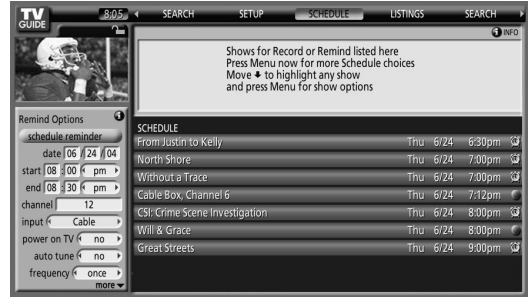 TV GUIDE
8:05
SEARCH SETUP SCHEDULE LISTINGS SEARCH
INFO
Shows for Record or Remind listed here
Press Menu now for more Schedule choices
Move to highlight any show
and press Menu for show options
Remind Options
schedule reminder
date 06 / 24 / 04
start 08 : 00 pm
end 08 : 30 pm
channel 12
input Cable
power on TV no
auto tune no
frequency once
more
SCHEDULE
From Justin to Kelly Thu 6/24 6:30pm
North Shore Thu 6/24 7:00pm
Without a Trace Thu 6/24 7:00pm
Cable Box, Channel 6 Thu 6/24 7:12pm
CSI: Crime Scene Investigation Thu 6/24 8:00pm
Will & Grace Thu 6/24 8:00pm
Great Streets Thu 6/24 9:00pm